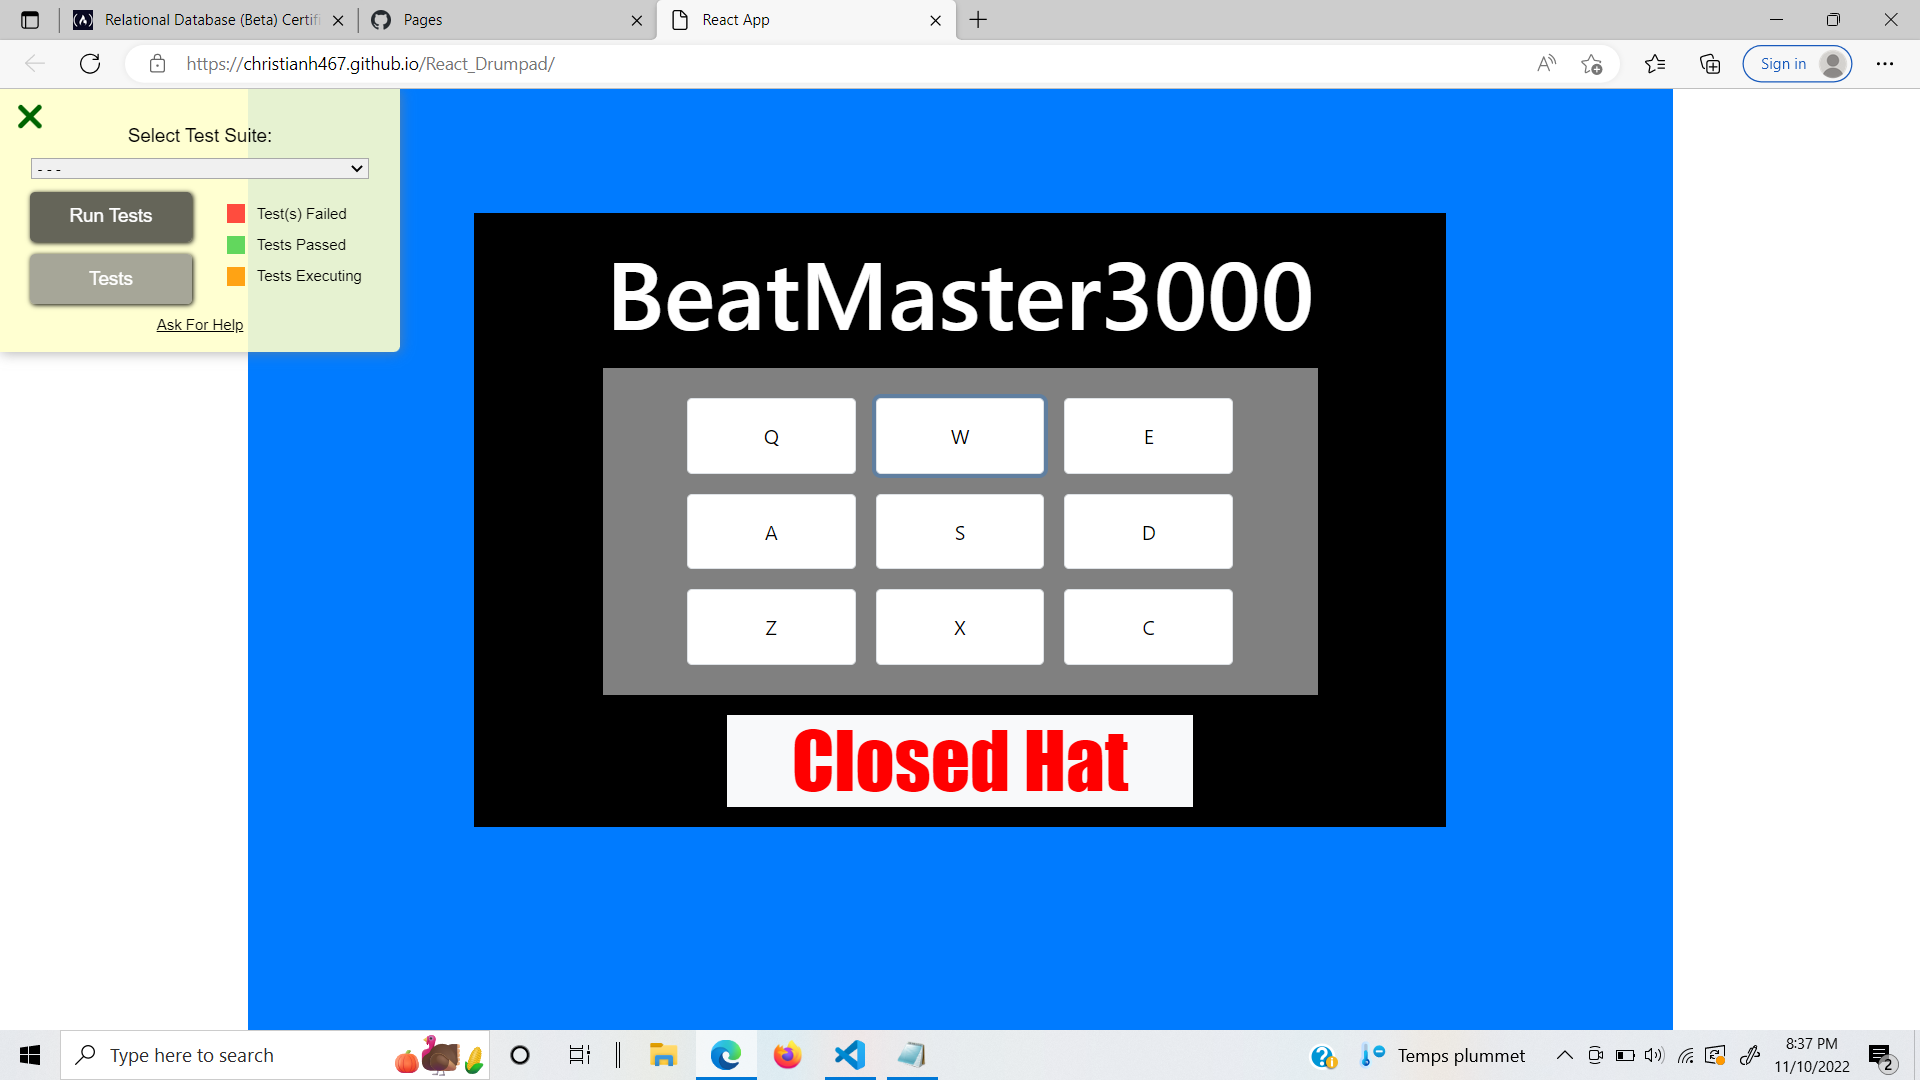 Relational Database (Beta) Certifi
Pages
React App
https://christianh467.github.io/React_Drumpad/
Sign in
Select Test Suite:
- - -
Run Tests
Test(s) Failed
Tests Passed
Tests
Tests Executing
Ask For Help
BeatMaster3000
Q
W
E
A
S
D
Z
X
C
Closed Hat
Type here to search
Temps plummet
8:37 PM
11/10/2022
2